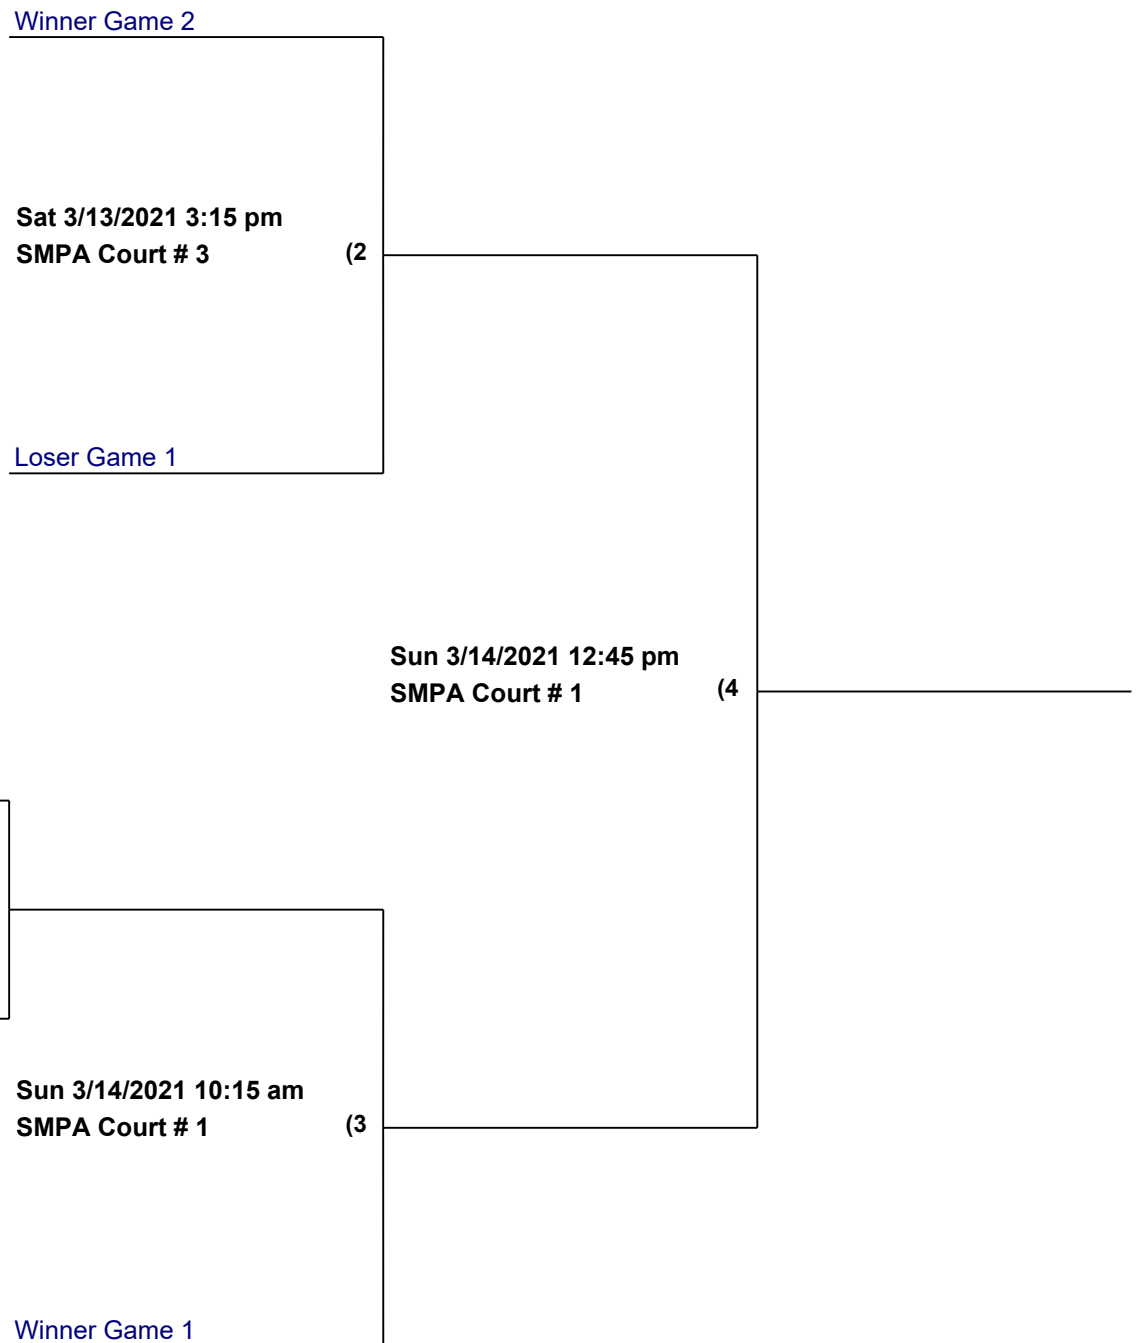 Winner Game 2
Sat 3/13/2021 3:15 pm
SMPA Court # 3 (2
Loser Game 1
Sun 3/14/2021 12:45 pm
SMPA Court # 1 (4
Sun 3/14/2021 10:15 am
SMPA Court # 1 (3
Winner Game 1